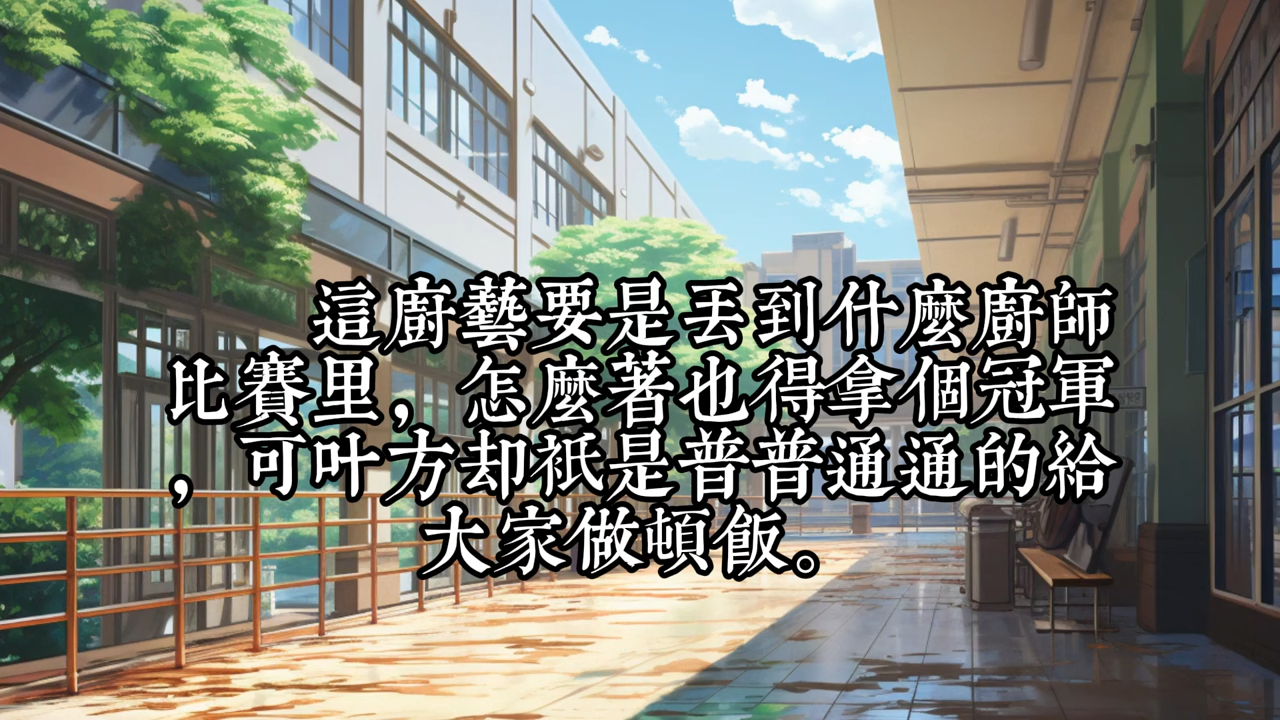 這廚藝要是丟到什麼廚師
比賽里，怎麼著也得拿個冠軍
，可叶方却祇是普普通通的給
大家做頓飯。